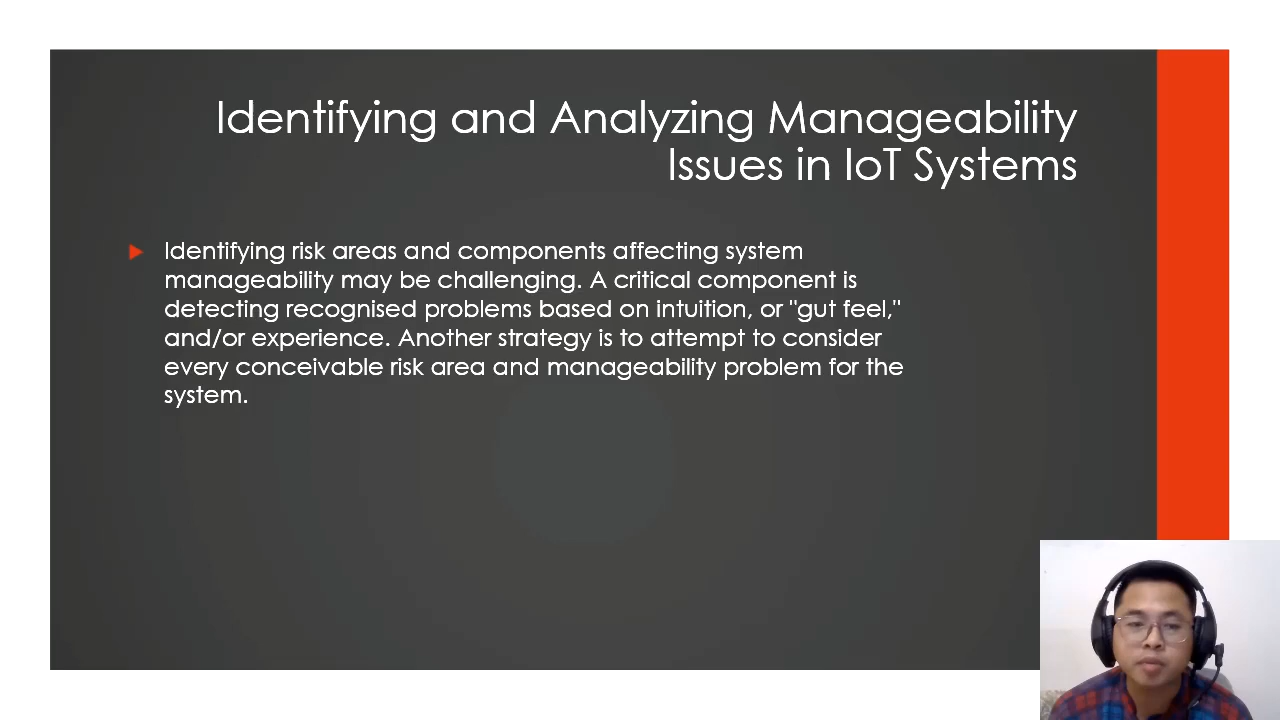 Identifying and Analyzing Manageability
Issues in IoT Systems
Identifying risk areas and components affecting system
manageability may be challenging. A critical component is
detecting recognised problems based on intuition, or "gut feel,"
and/or experience. Another strategy is to attempt to consider
every conceivable risk area and manageability problem for the
system.